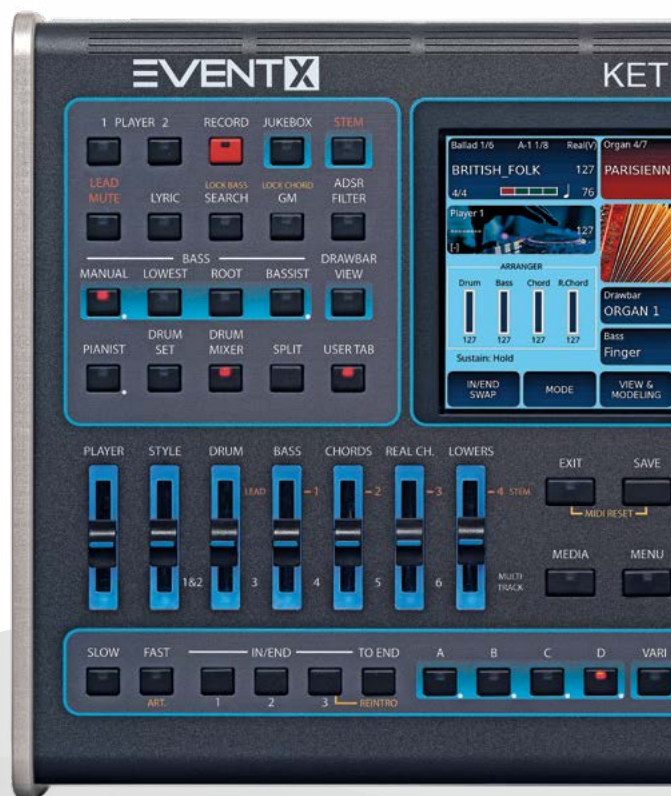 EVENTX
KET
1 PLAYER 2 RECORD JUKEBOX STEM
LEAD MUTE LYRIC LOCK BASS SEARCH LOCK CHORD GM ADSR FILTER
BASS
MANUAL LOWEST ROOT BASSIST DRAWBAR VIEW
PIANIST DRUM SET DRUM MIXER SPLIT USER TAB
Ballad 1/6 A-1 1/8 Real(V)
BRITISH_FOLK 127
4/4 76
Organ 4/7
PARISIENN
Player 1
127
[-]
ARRANGER
Drum Bass Chord R.Chord
127 127 127 127
Sustain: Hold
Drawbar
ORGAN 1
Bass
Finger
IN/END SWAP MODE VIEW & MODELING
PLAYER STYLE DRUM BASS CHORDS REAL CH. LOWERS
LEAD 1 2 3 4 STEM
1&2 3 4 5 6 MULTI TRACK
EXIT SAVE
MIDI RESET
MEDIA MENU
SLOW FAST IN/END TO END A B C D VARI
ART. 1 2 3 REINTRO